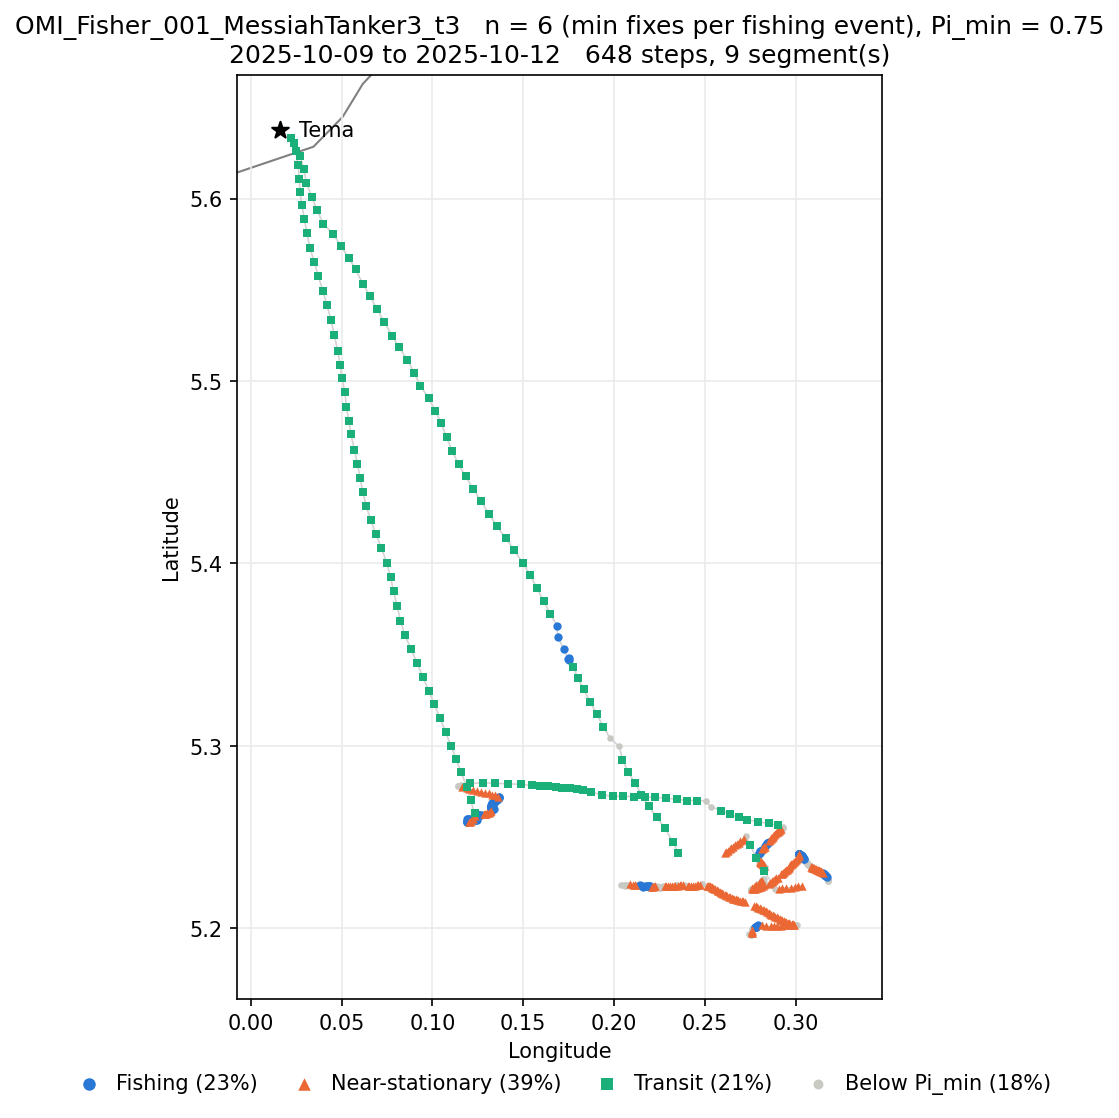 OMI_Fisher_001_MessiahTanker3_t3   n = 6 (min fixes per fishing event), Pi_min = 0.75
2025-10-09 to 2025-10-12   648 steps, 9 segment(s)
Tema
5.6
5.5
5.4
5.3
5.2
Latitude
0.00 0.05 0.10 0.15 0.20 0.25 0.30
Longitude
Fishing (23%) Near-stationary (39%) Transit (21%) Below Pi_min (18%)